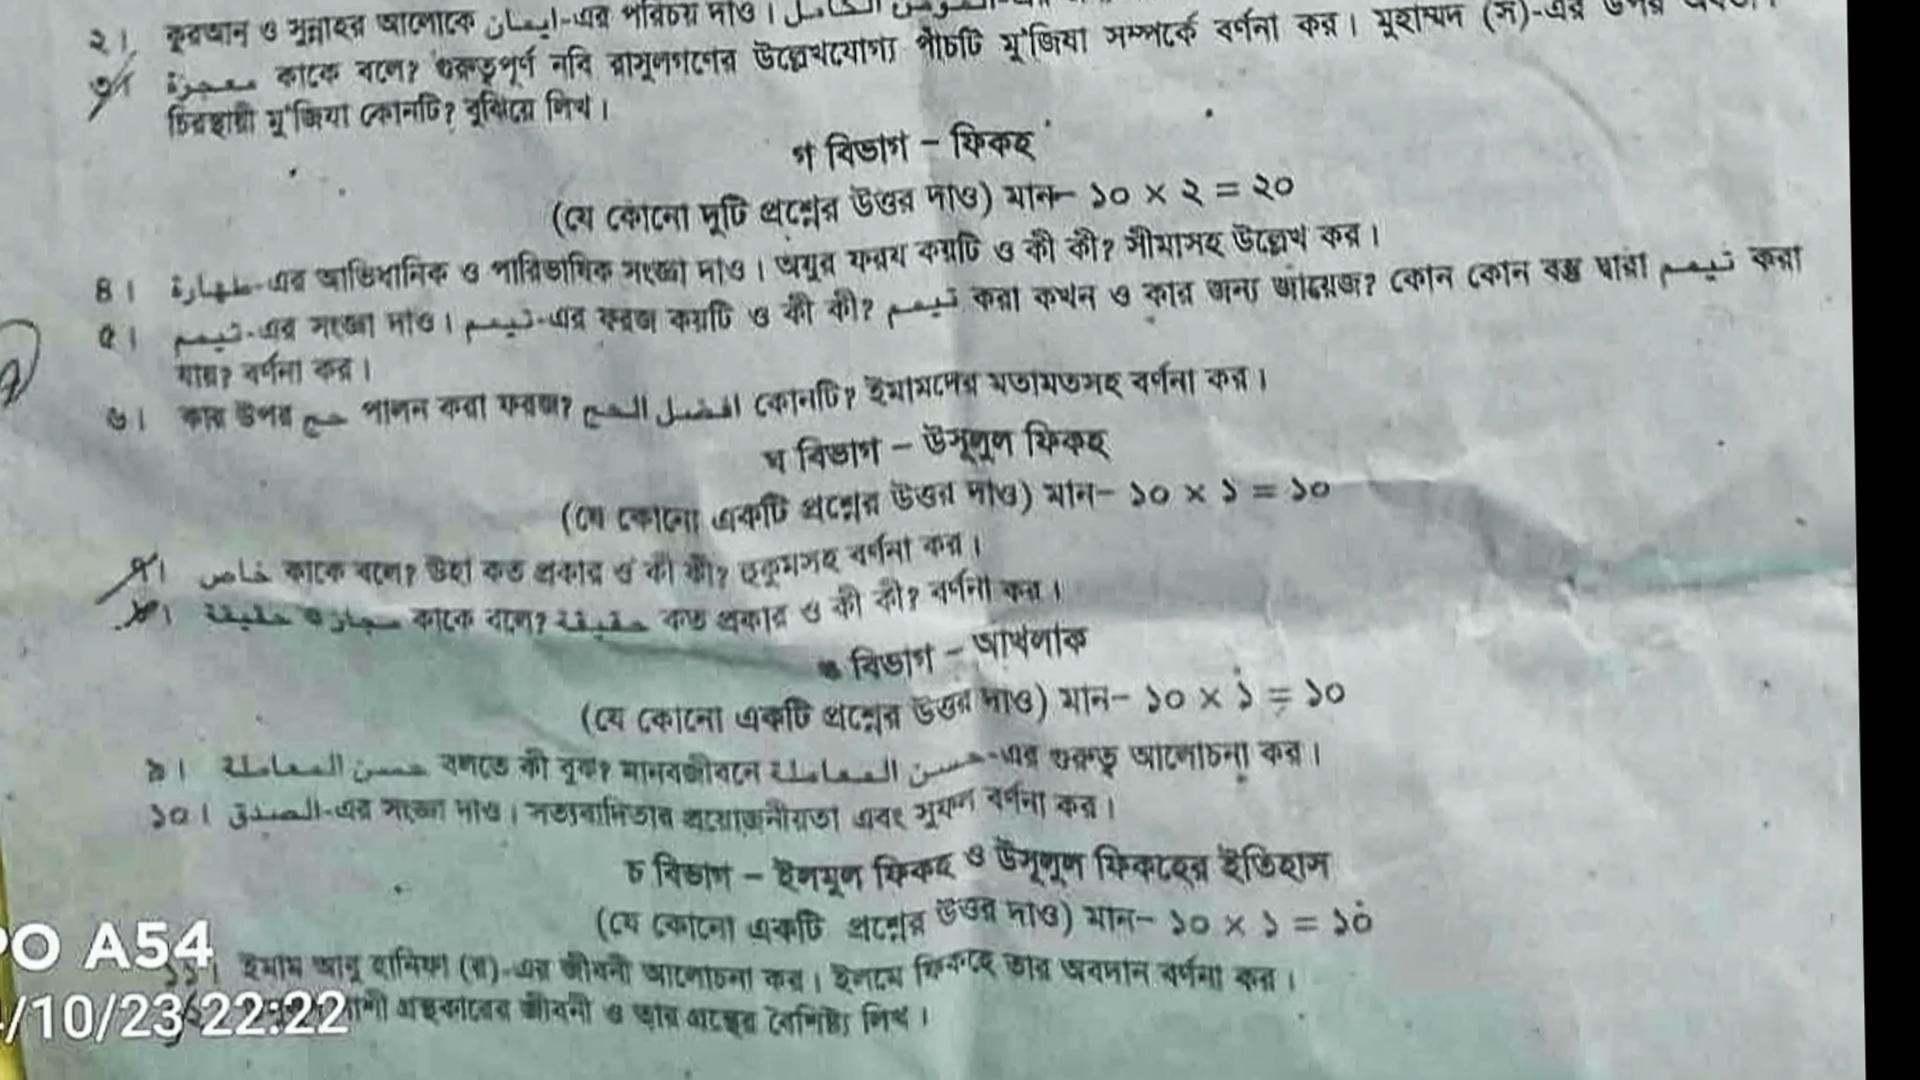 ২। কুরআন ও সুন্নাহর আলোকে ايمان-এর পরিচয় দাও।
৩। معجزة কাকে বলে? গুরুত্বপূর্ণ নবি রাসূলগণের উল্লেখযোগ্য পাঁচটি মু'জিযা সম্পর্কে বর্ণনা কর। মুহাম্মদ (স)-এর উপর
চিরস্থায়ী মু'জিযা কোনটি? বুঝিয়ে লিখ।
গ বিভাগ – ফিকহ
(যে কোনো দুটি প্রশ্নের উত্তর দাও) মান– ১০ × ২ = ২০
৪। طهارة-এর আভিধানিক ও পারিভাষিক সংজ্ঞা দাও। অযুর ফরয কয়টি ও কী কী? সীমাসহ উল্লেখ কর।
৫। تيمم-এর সংজ্ঞা দাও। تيمم-এর ফরজ কয়টি ও কী কী? تيمم করা কখন ও কার জন্য জায়েজ? কোন কোন বস্তু দ্বারা تيمم করা
যায়? বর্ণনা কর।
৬। কার উপর حج পালন করা ফরজ? افضل الحج কোনটি? ইমামদের মতামতসহ বর্ণনা কর।
ঘ বিভাগ – উসূলুল ফিকহ
(যে কোনো একটি প্রশ্নের উত্তর দাও) মান– ১০ × ১ = ১০
৭। خاص কাকে বলে? উহা কত প্রকার ও কী কী? হুকুমসহ বর্ণনা কর।
৮। حقيقة ও مجاز কাকে বলে? حقيقة কত প্রকার ও কী কী? বর্ণনা কর।
ঙ বিভাগ – আখলাক
(যে কোনো একটি প্রশ্নের উত্তর দাও) মান– ১০ × ১ = ১০
৯। حسن المعاملة বলতে কী বুঝ? মানবজীবনে حسن المعاملة-এর গুরুত্ব আলোচনা কর।
১০। الصدق-এর সংজ্ঞা দাও। সত্যবাদিতার প্রয়োজনীয়তা এবং সুফল বর্ণনা কর।
চ বিভাগ – ইলমুল ফিকহ ও উসূলুল ফিকহের ইতিহাস
(যে কোনো একটি প্রশ্নের উত্তর দাও) মান– ১০ × ১ = ১০
১১। ইমাম আবু হানিফা (র)-এর জীবনী আলোচনা কর। ইলমে ফিকহে তার অবদান বর্ণনা কর।
শাশী গ্রন্থকারের জীবনী ও তার গ্রন্থের বৈশিষ্ট্য লিখ।
PO A54
/10/23 22:22